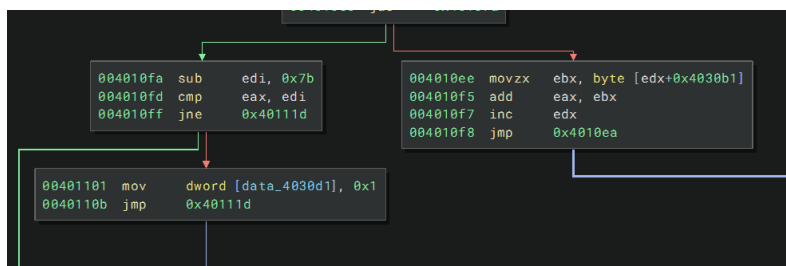 004010fa sub edi, 0x7b
004010fd cmp eax, edi
004010ff jne 0x40111d
004010ee movzx ebx, byte [edx+0x4030b1]
004010f5 add eax, ebx
004010f7 inc edx
004010f8 jmp 0x4010ea
00401101 mov dword [data_4030d1], 0x1
0040110b jmp 0x40111d